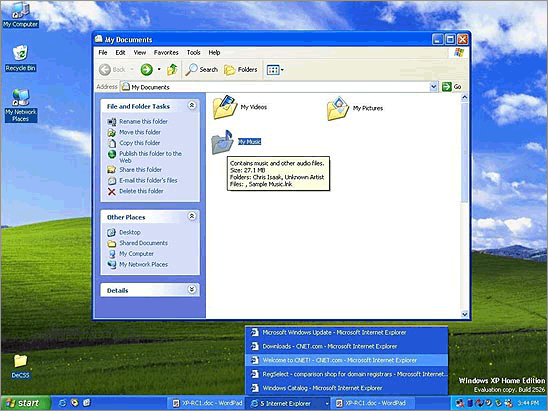 My Computer
Recycle Bin
My Network
Places
DeCSS
My Documents
File Edit View Favorites Tools Help
Back Search Folders
Address My Documents Go
File and Folder Tasks
Rename this folder
Move this folder
Copy this folder
Publish this folder to the
Web
Share this folder
E-mail this folder's files
Delete this folder
Other Places
Desktop
Shared Documents
My Computer
My Network Places
Details
My Videos
My Pictures
My Music
Contains music and other audio files.
Size: 27.1 MB
Folders: Chris Isaak, Unknown Artist
Files: , Sample Music.lnk
Microsoft Windows Update - Microsoft Internet Explorer
Downloads - CNET.com - Microsoft Internet Explorer
Welcome to CNET! - CNET.com - Microsoft Internet Explorer
RegSelect - comparison shop for domain registrars - Microsoft Internet...
Windows Catalog - Microsoft Internet Explorer
Windows XP Home Edition
Evaluation copy. Build 2526
start XP-RC1.doc - WordPad 5 Internet Explorer XP-RC1.doc - WordPad 3:44 PM